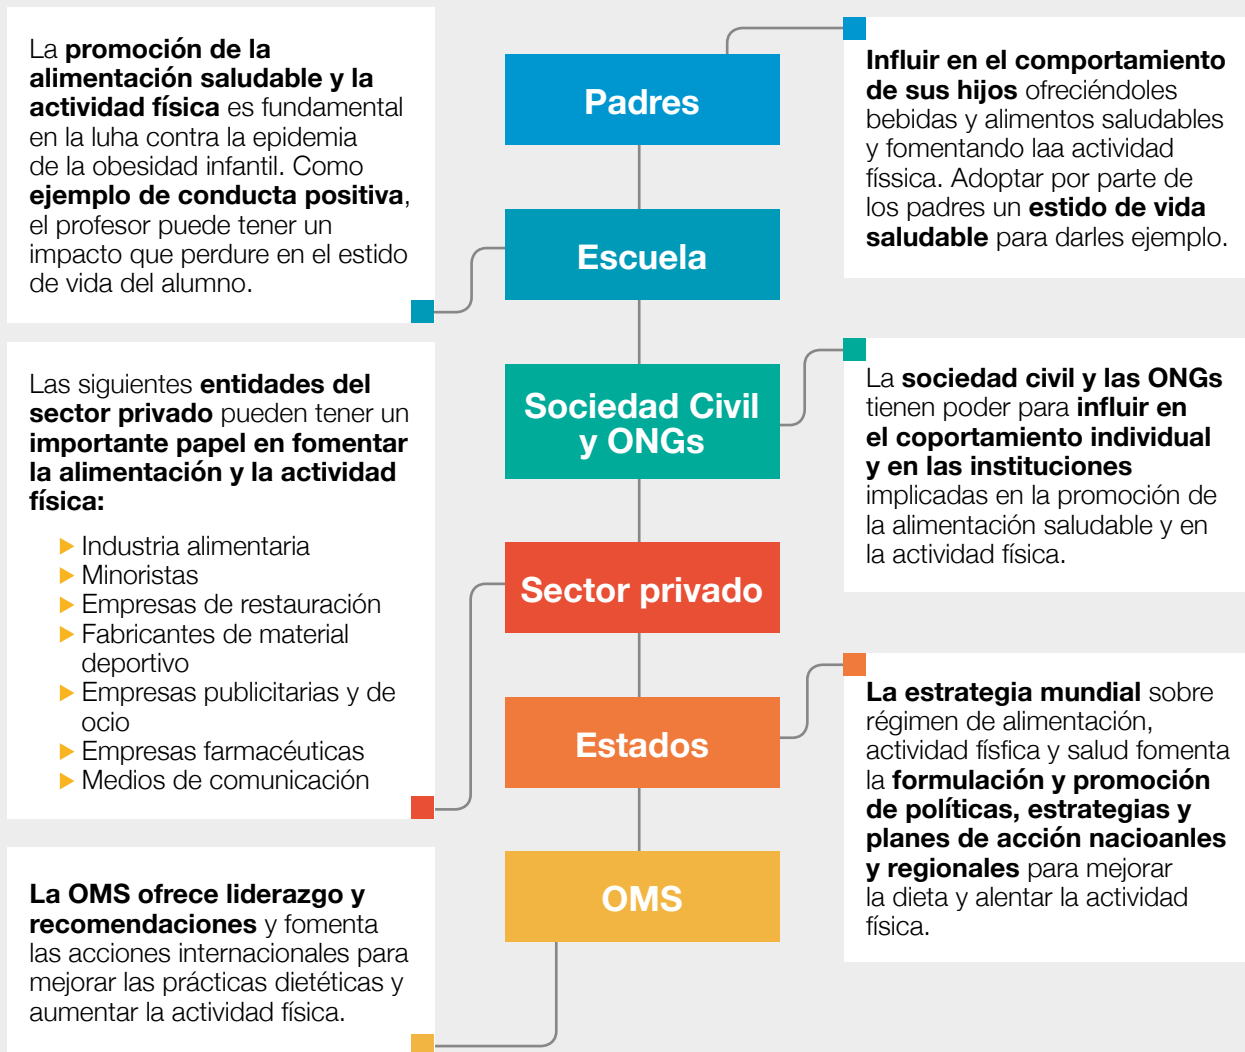 La promoción de la
alimentación saludable y la
actividad física es fundamental
en la luha contra la epidemia
de la obesidad infantil. Como
ejemplo de conducta positiva,
el profesor puede tener un
impacto que perdure en el estido
de vida del alumno.
Padres
Influir en el comportamiento
de sus hijos ofreciéndoles
bebidas y alimentos saludables
y fomentando laa actividad
físsica. Adoptar por parte de
los padres un estido de vida
saludable para darles ejemplo.
Escuela
Las siguientes entidades del
sector privado pueden tener un
importante papel en fomentar
la alimentación y la actividad
física:
Industria alimentaria
Minoristas
Empresas de restauración
Fabricantes de material
deportivo
Empresas publicitarias y de
ocio
Empresas farmacéuticas
Medios de comunicación
Sociedad Civil
y ONGs
La sociedad civil y las ONGs
tienen poder para influir en
el coportamiento individual
y en las instituciones
implicadas en la promoción de
la alimentación saludable y en
la actividad física.
Sector privado
Estados
La estrategia mundial sobre
régimen de alimentación,
actividad físfica y salud fomenta
la formulación y promoción
de políticas, estrategias y
planes de acción nacioanles
y regionales para mejorar
la dieta y alentar la actividad
física.
La OMS ofrece liderazgo y
recomendaciones y fomenta
las acciones internacionales para
mejorar las prácticas dietéticas y
aumentar la actividad física.
OMS